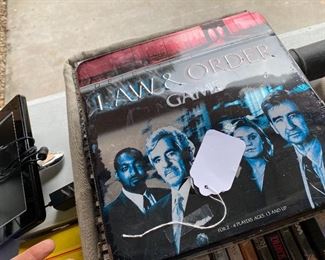 LAW & ORDER
GAME
FOR 2 - 4 PLAYERS AGES 13 AND UP